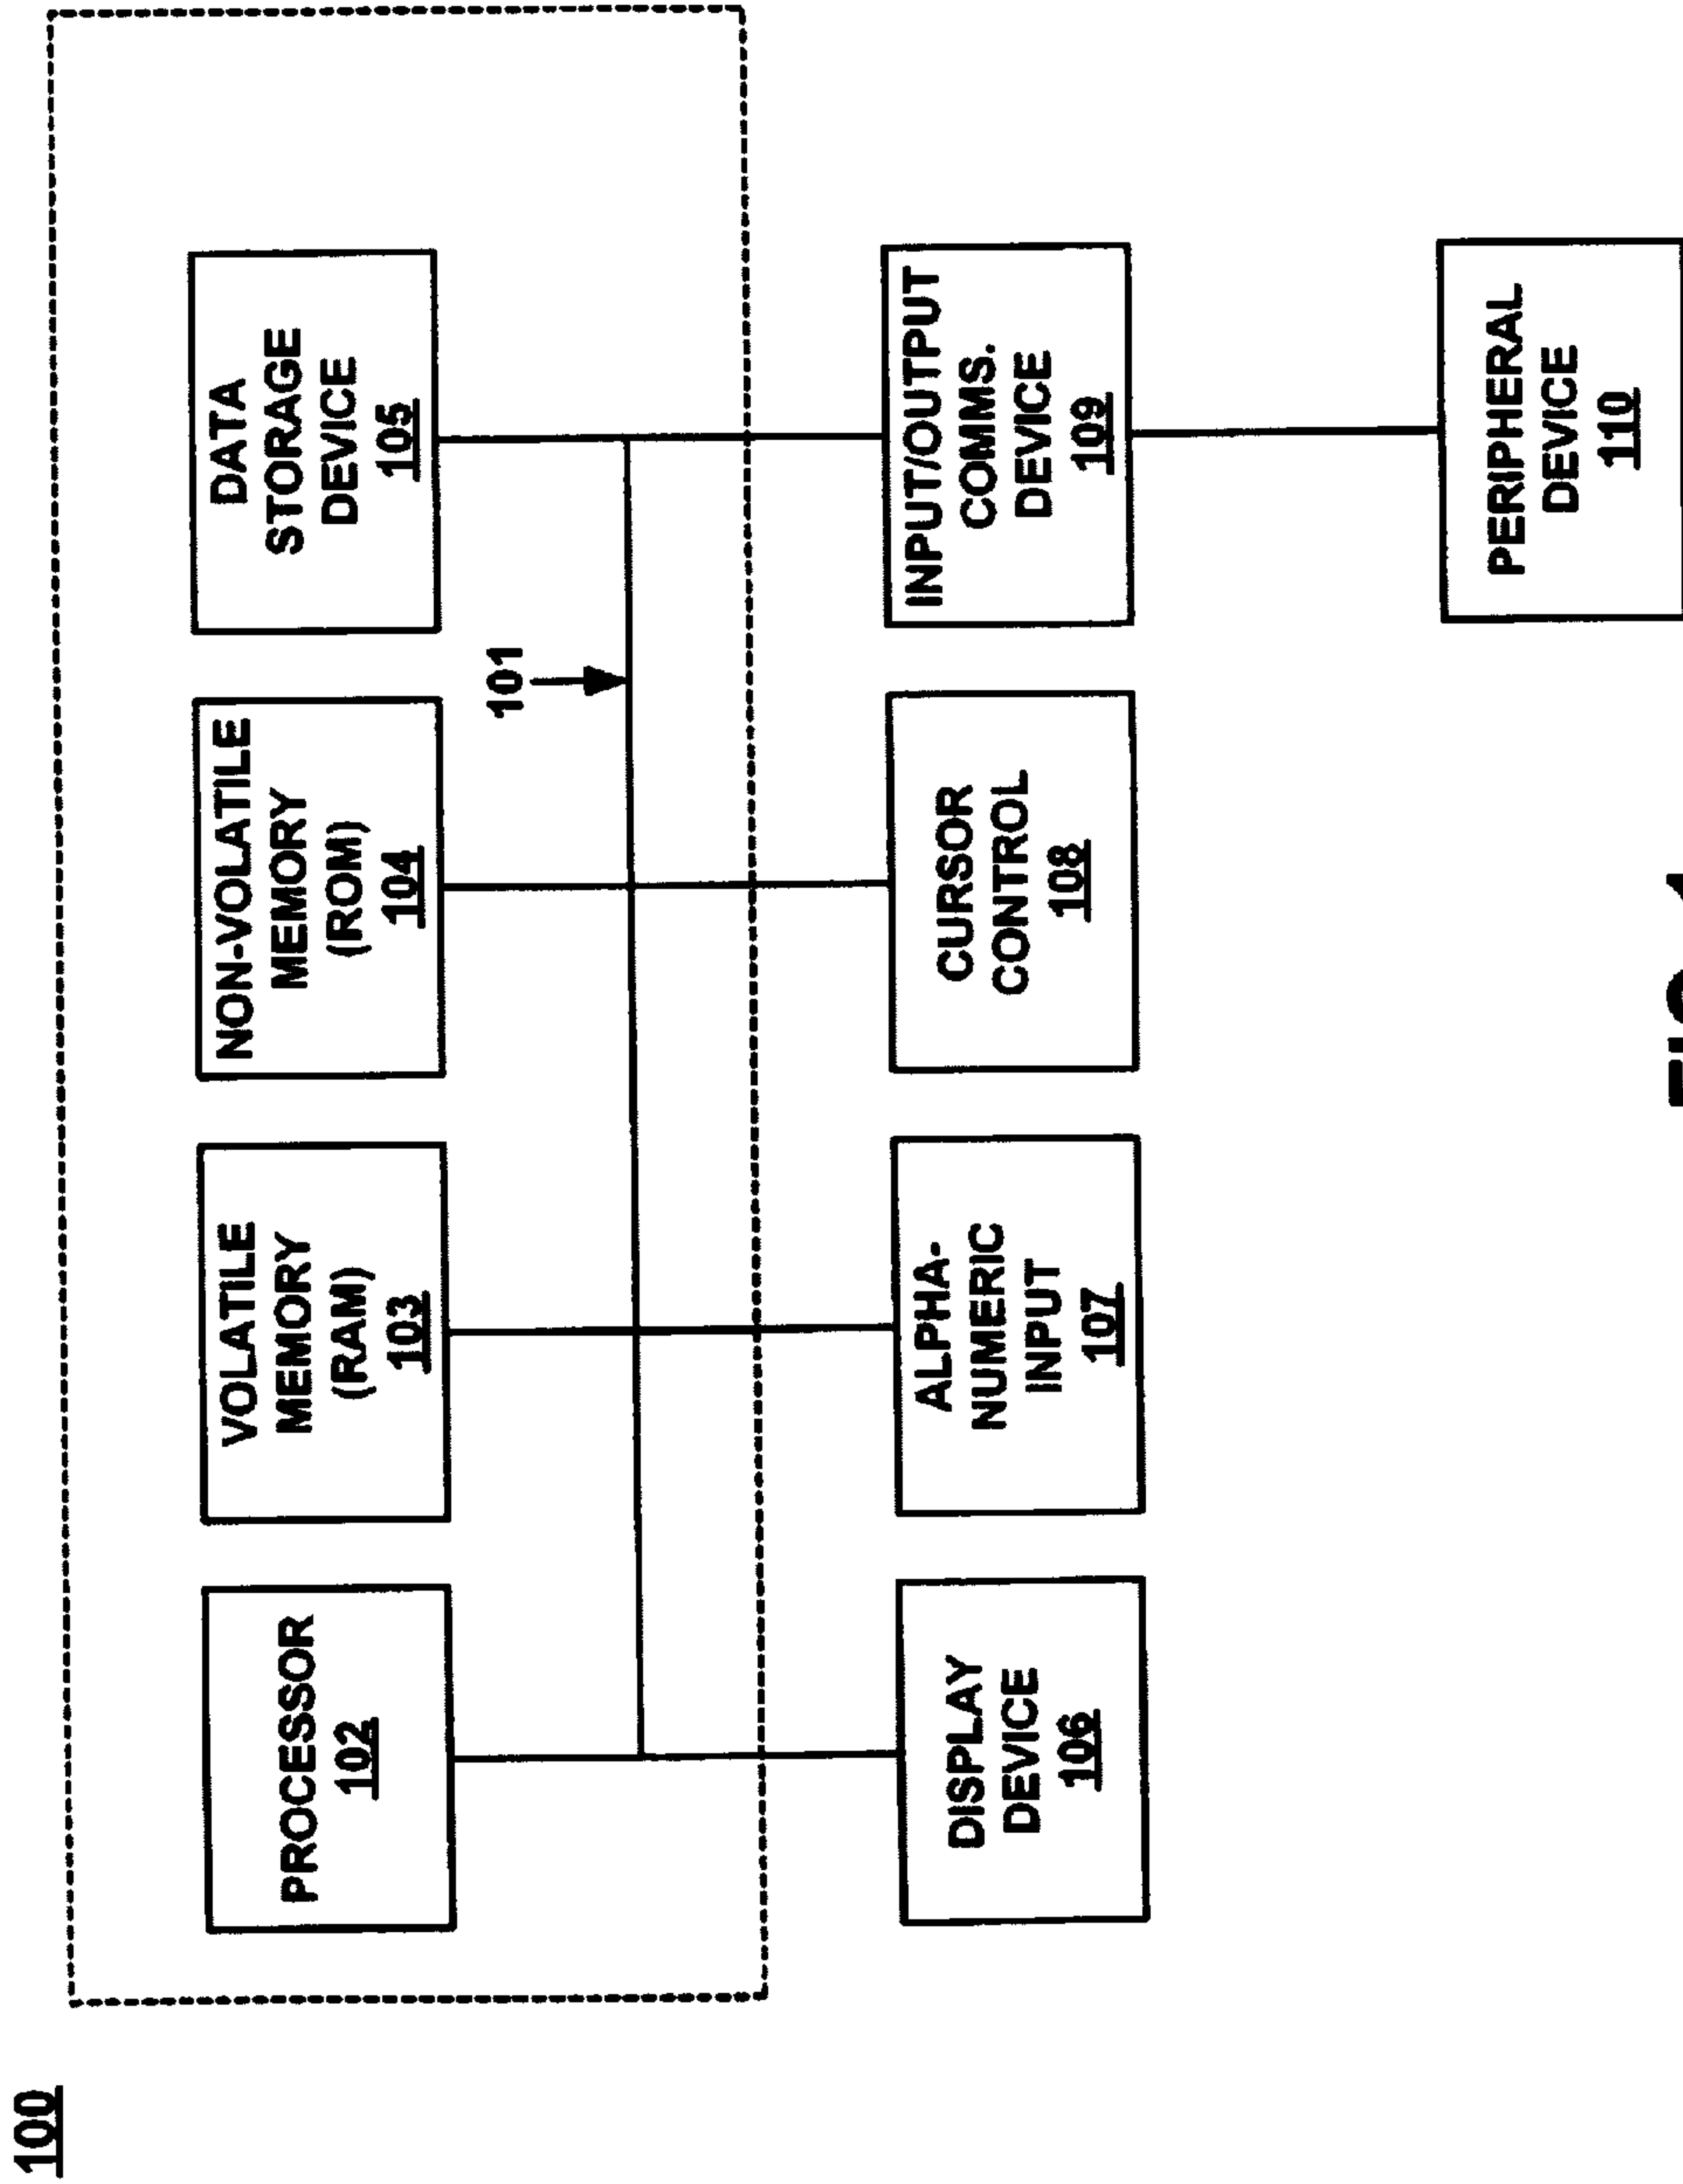 100
PROCESSOR
102
VOLATILE
MEMORY
(RAM)
103
NON-VOLATILE
MEMORY
(ROM)
104
DATA
STORAGE
DEVICE
105
101
DISPLAY
DEVICE
106
ALPHA-
NUMERIC
INPUT
107
CURSOR
CONTROL
108
INPUT/OUTPUT
COMMS.
DEVICE
109
PERIPHERAL
DEVICE
110